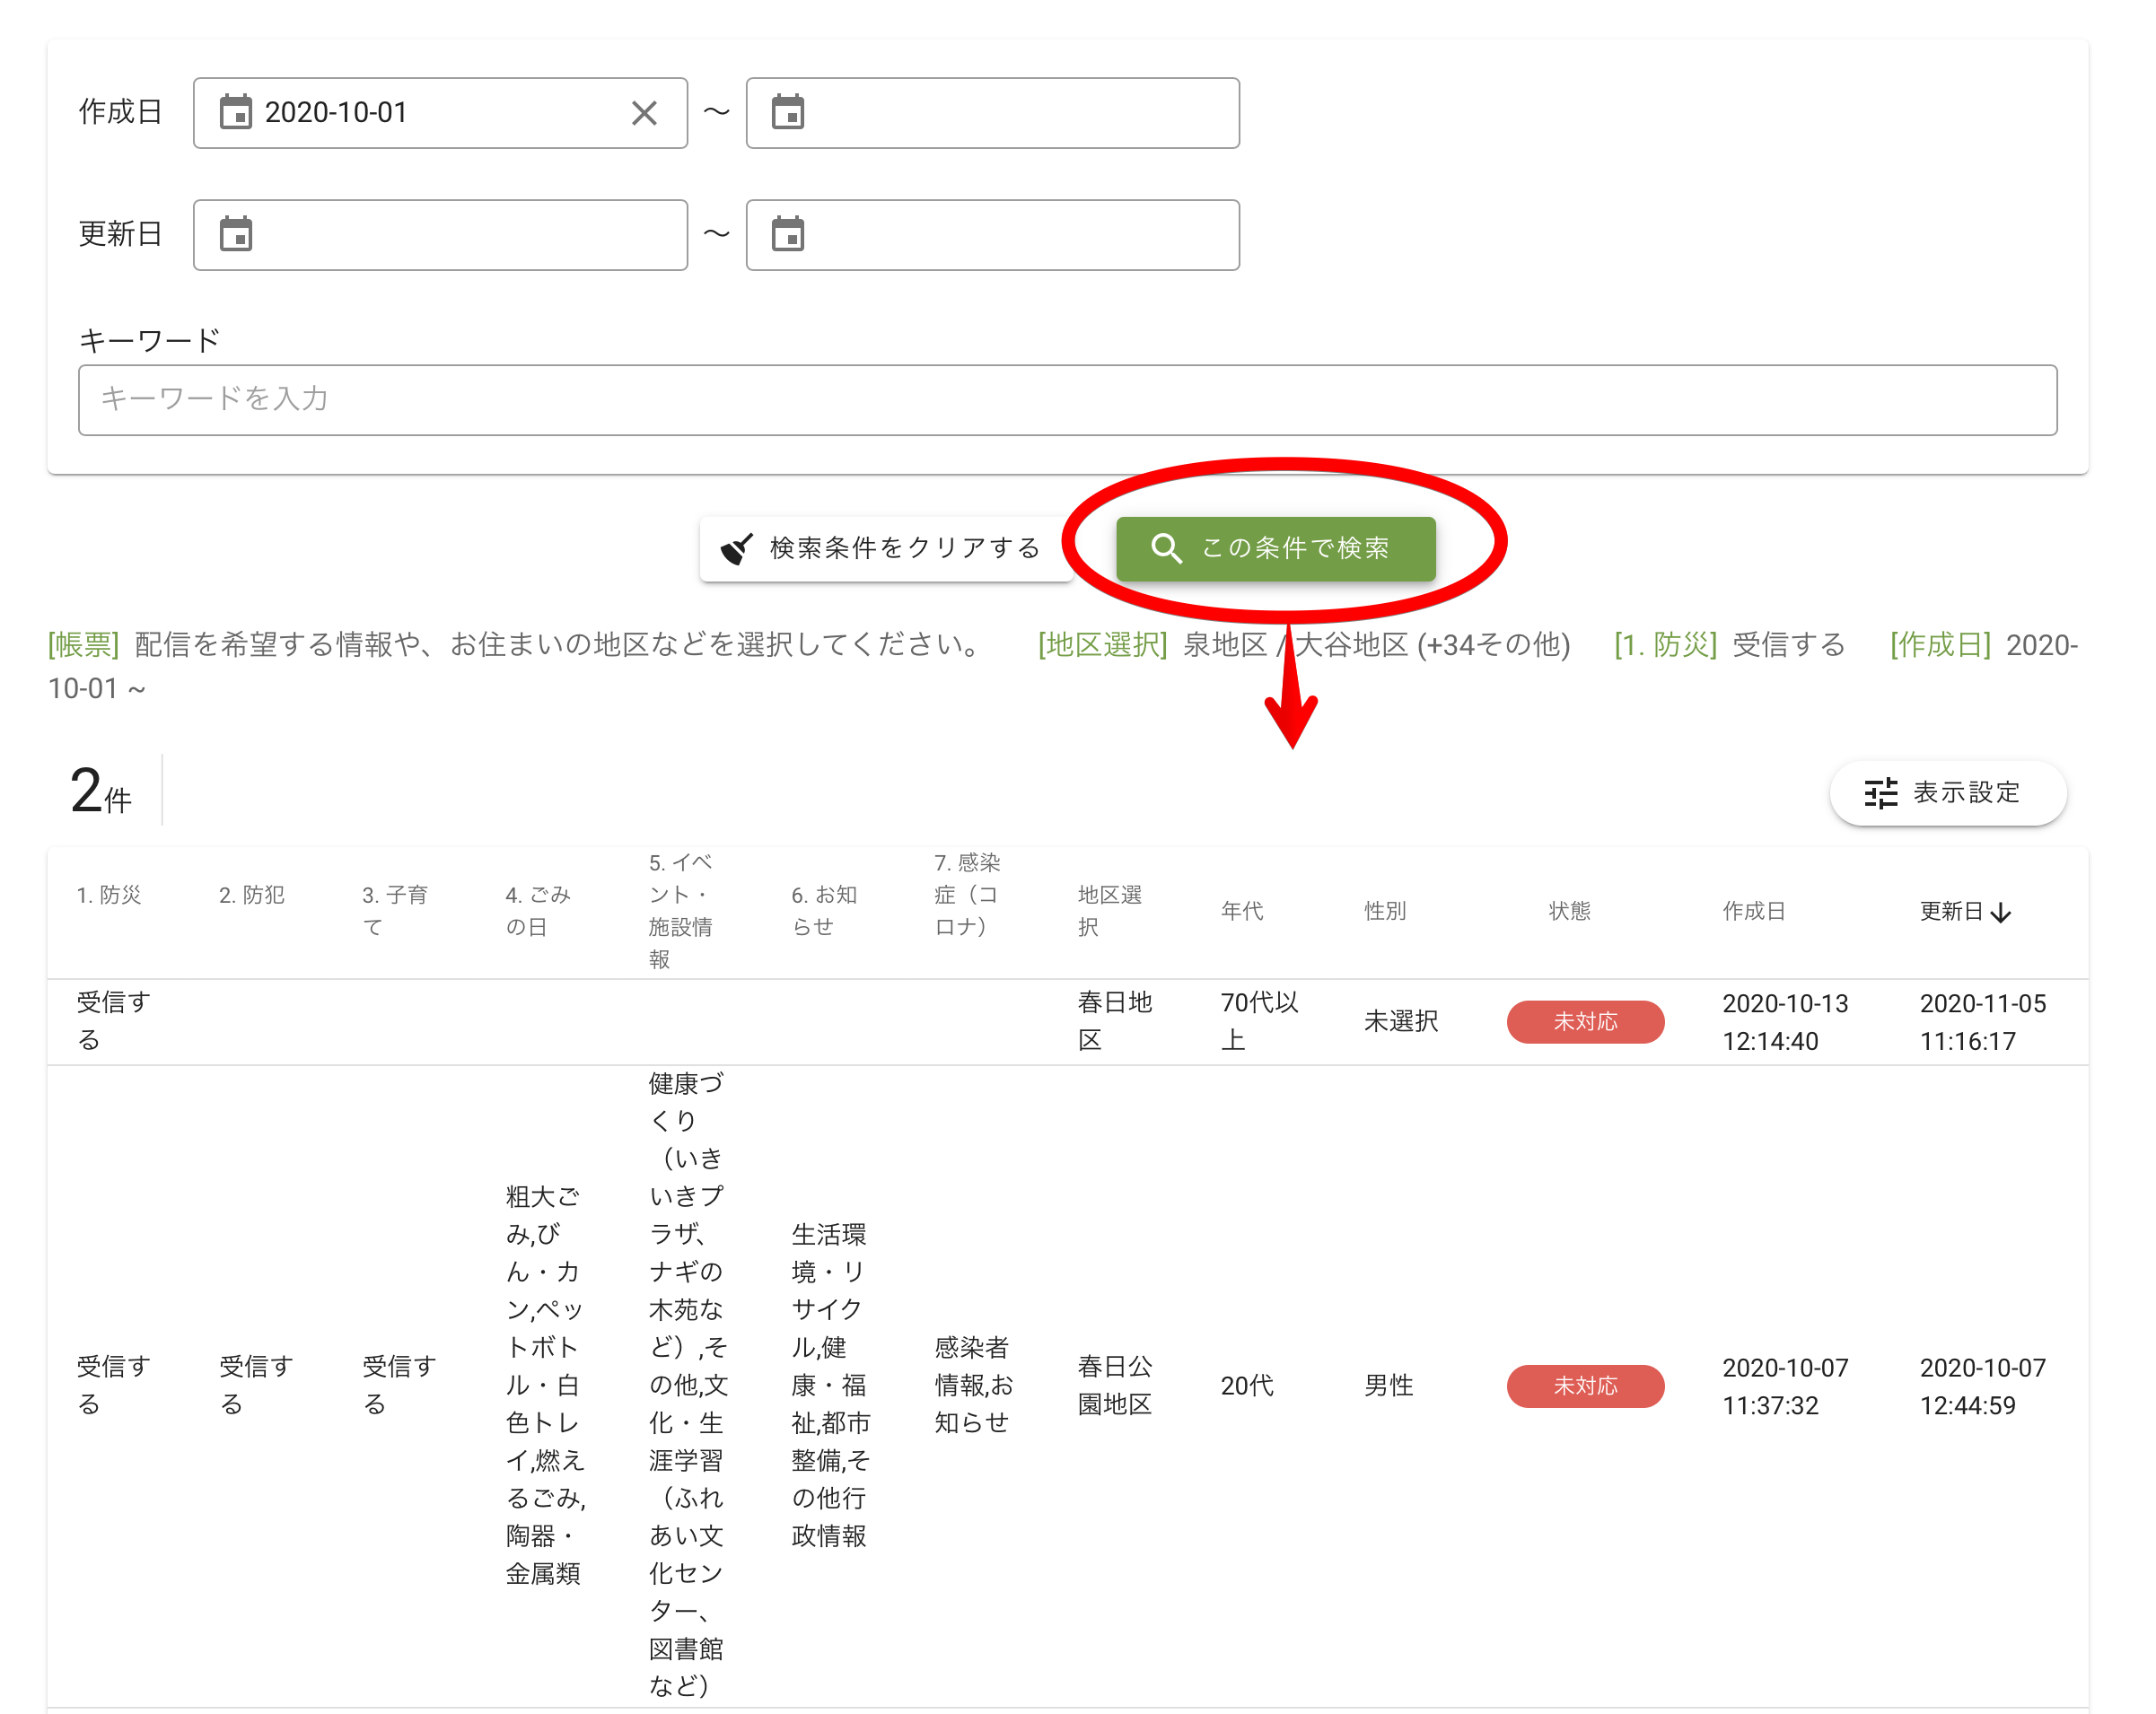 作成日 2020-10-01 ～
更新日 ～
キーワード
キーワードを入力
検索条件をクリアする この条件で検索
[帳票] 配信を希望する情報や、お住まいの地区などを選択してください。 [地区選択] 泉地区 / 大谷地区 (+34その他) [1. 防災] 受信する [作成日] 2020-
10-01 ~
2件 表示設定
1. 防災
2. 防犯
3. 子育
て
4. ごみ
の日
5. イベ
ント・
施設情
報
6. お知
らせ
7. 感染
症（コ
ロナ）
地区選
択
年代
性別
状態
作成日
更新日
受信す
る
春日地
区
70代以
上
未選択
未対応
2020-10-13
12:14:40
2020-11-05
11:16:17
受信す
る
受信す
る
受信す
る
粗大ご
み,び
ん・カ
ン,ペッ
トボト
ル・白
色トレ
イ,燃え
るごみ,
陶器・
金属類
健康づ
くり
（いき
いきプ
ラザ、
ナギの
木苑な
ど）,そ
の他,文
化・生
涯学習
（ふれ
あい文
化セン
ター、
図書館
など）
生活環
境・リ
サイク
ル,健
康・福
祉,都市
整備,そ
の他行
政情報
感染者
情報,お
知らせ
春日公
園地区
20代
男性
未対応
2020-10-07
11:37:32
2020-10-07
12:44:59